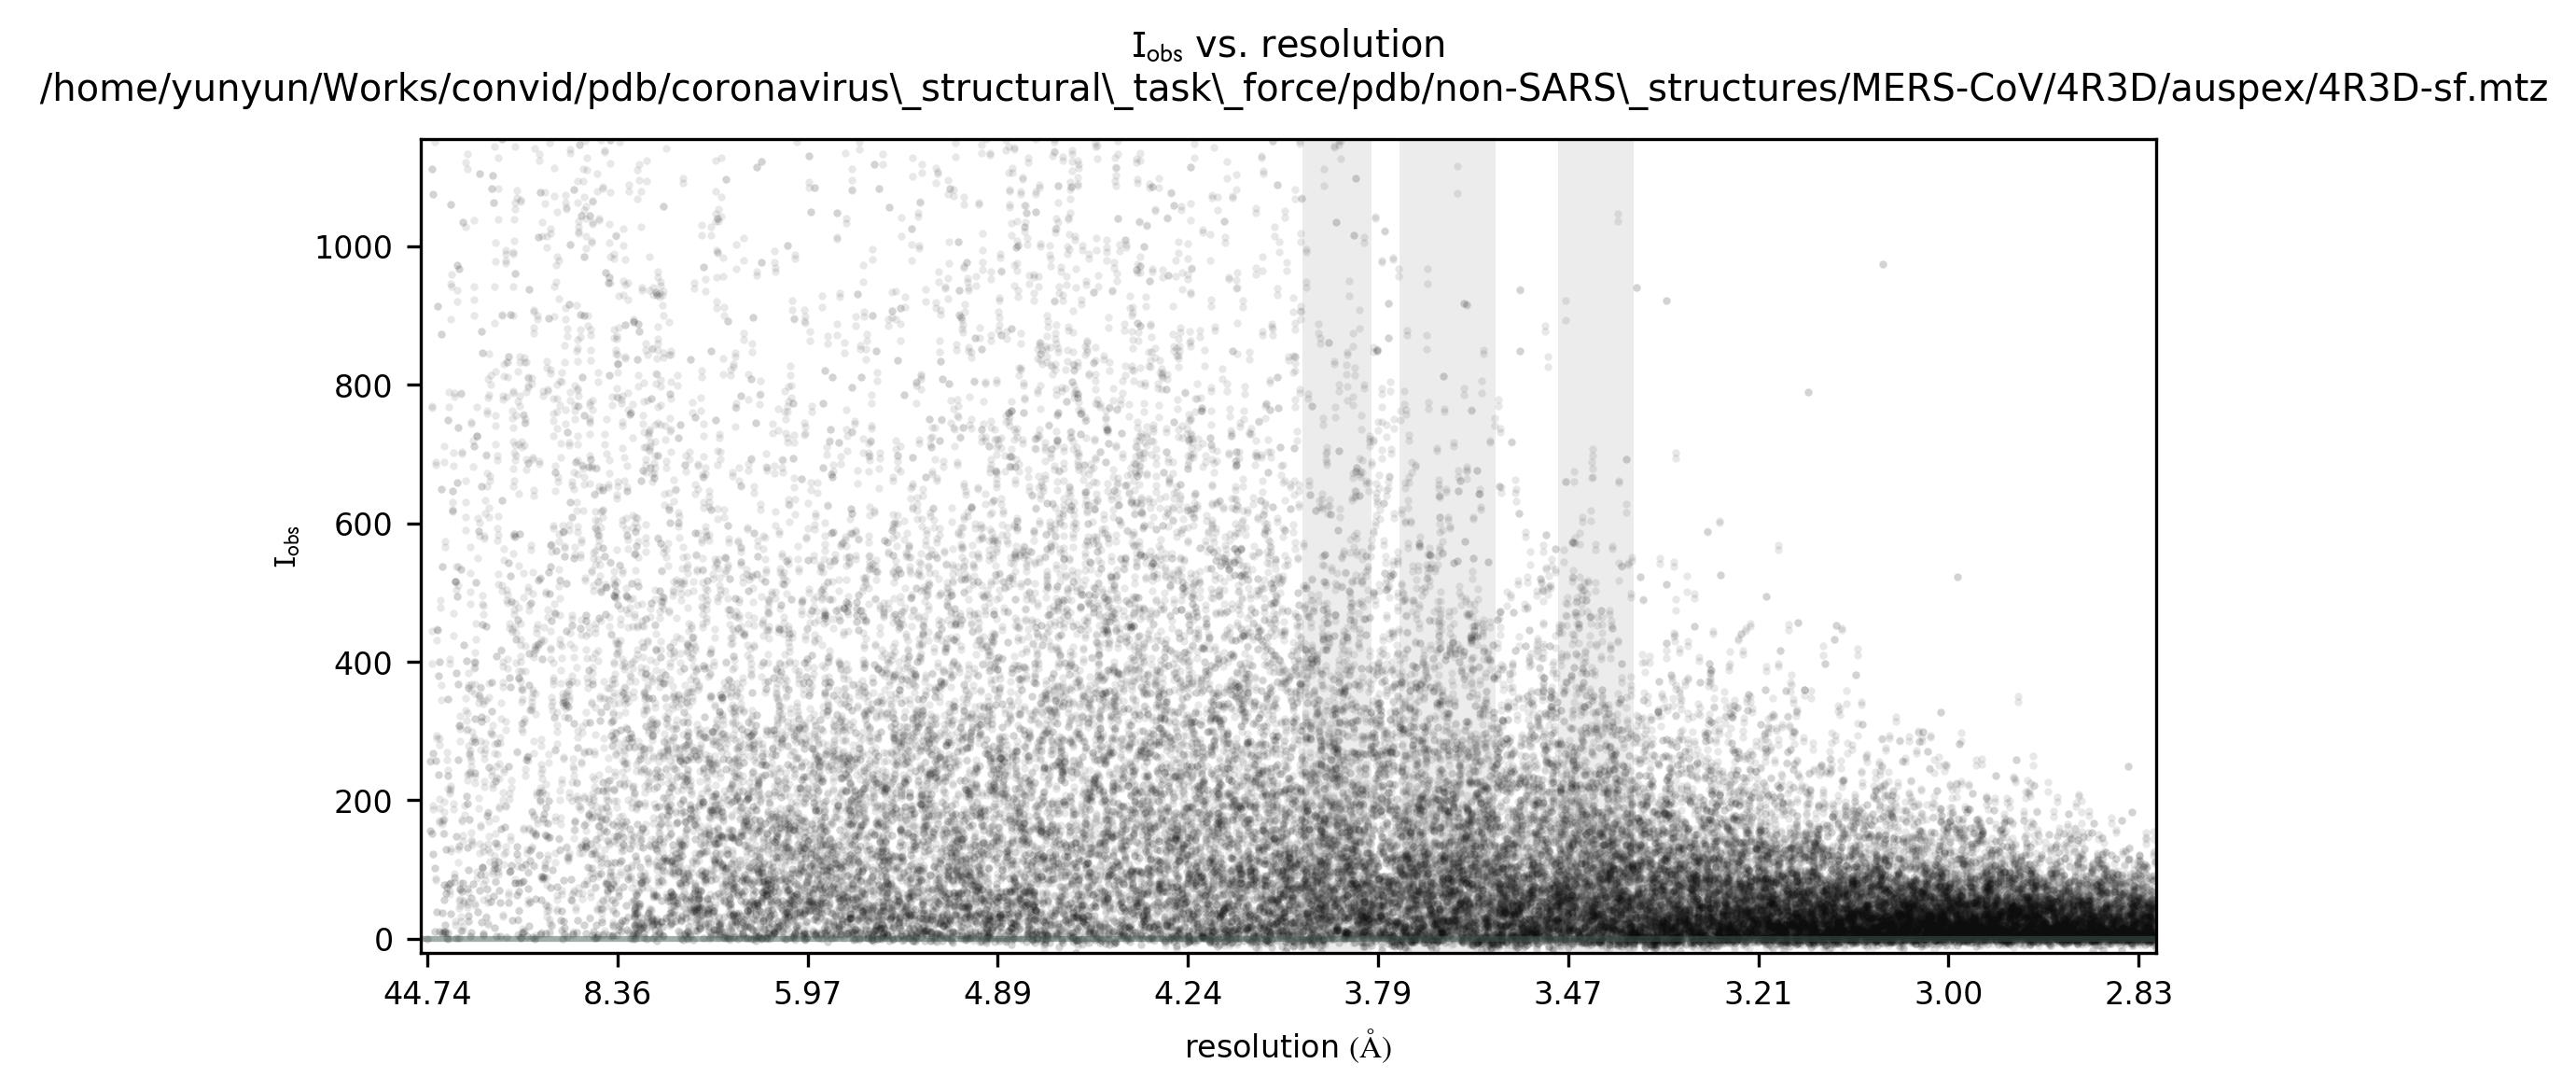 I_obs vs. resolution
/home/yunyun/Works/convid/pdb/coronavirus\_structural\_task\_force/pdb/non-SARS\_structures/MERS-CoV/4R3D/auspex/4R3D-sf.mtz
1000
800
600
400
200
0
I_obs
44.74 8.36 5.97 4.89 4.24 3.79 3.47 3.21 3.00 2.83
resolution (Å)